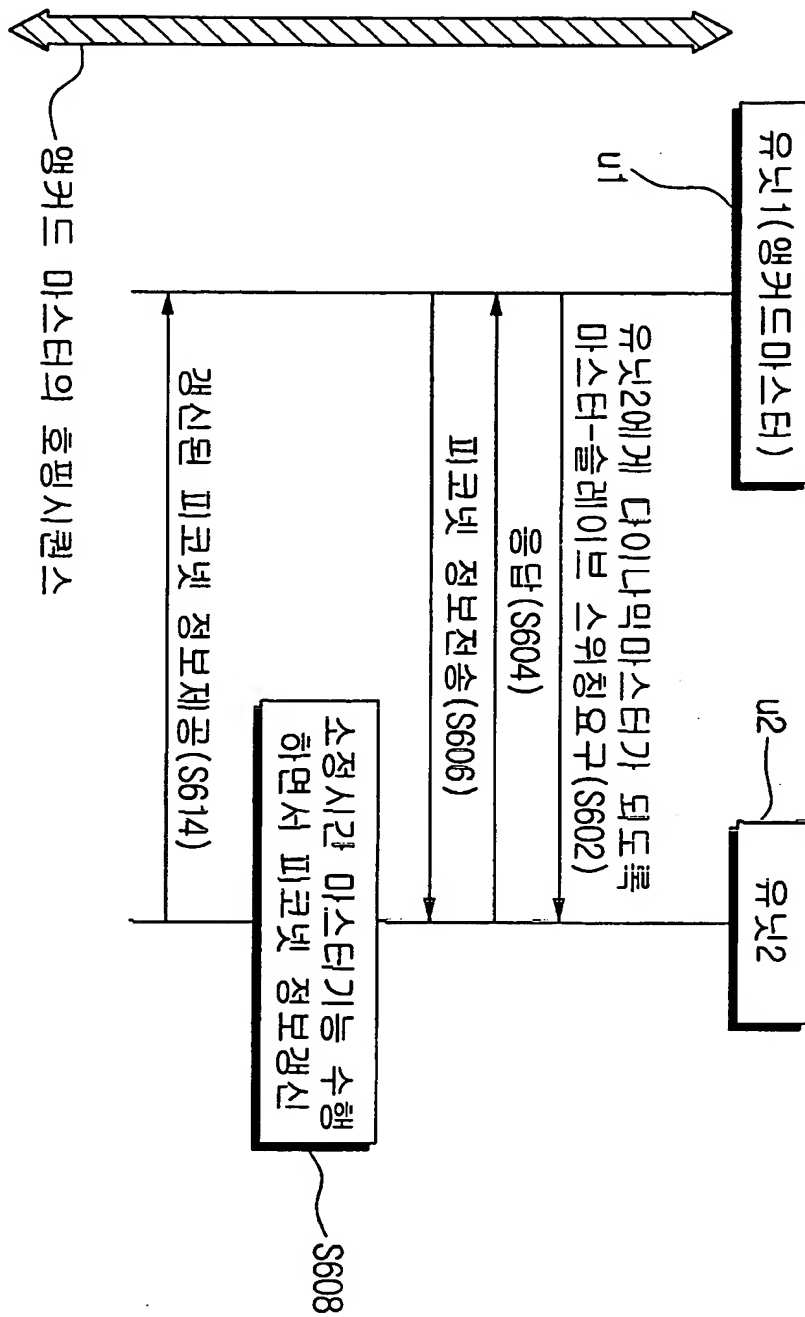 u1
유닛1(앵커드마스터)
u2
유닛2
유닛2에게 다이나믹마스터가 되도록
마스터-슬레이브 스위칭요구(S602)
응답(S604)
피코넷 정보전송(S606)
소정시간 마스터기능 수행
하면서 피코넷 정보갱신
S608
갱신된 피코넷 정보제공(S614)
앵커드 마스터의 호핑시퀀스